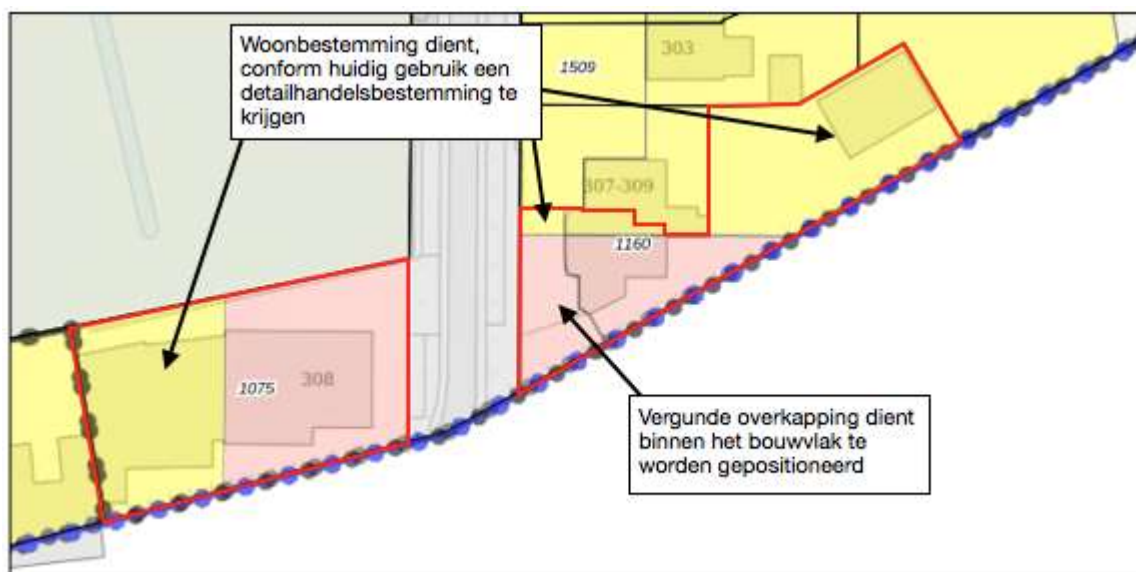 Woonbestemming dient,
conform huidig gebruik een
detailhandelsbestemming te
krijgen
303
1509
307-309
1160
308
1075
Vergunde overkapping dient
binnen het bouwvlak te
worden gepositioneerd